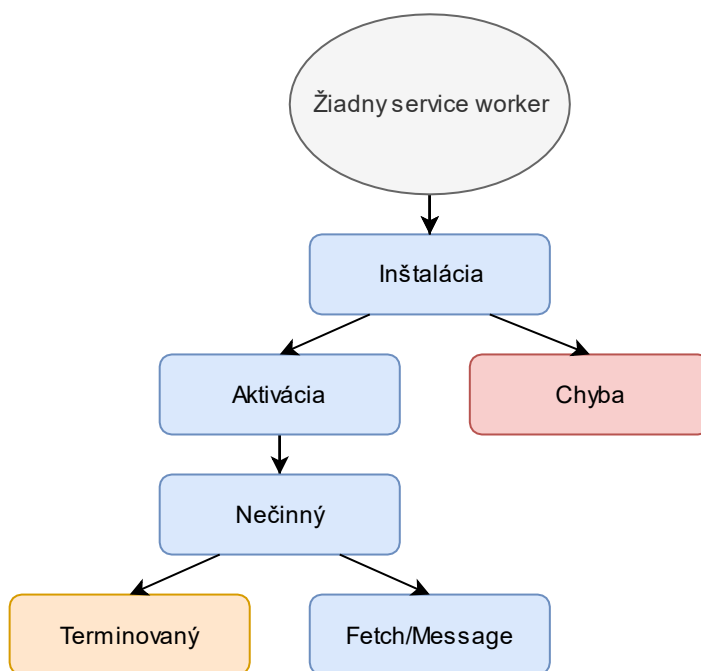 Žiadny service worker
Inštalácia
Aktivácia
Chyba
Nečinný
Terminovaný
Fetch/Message